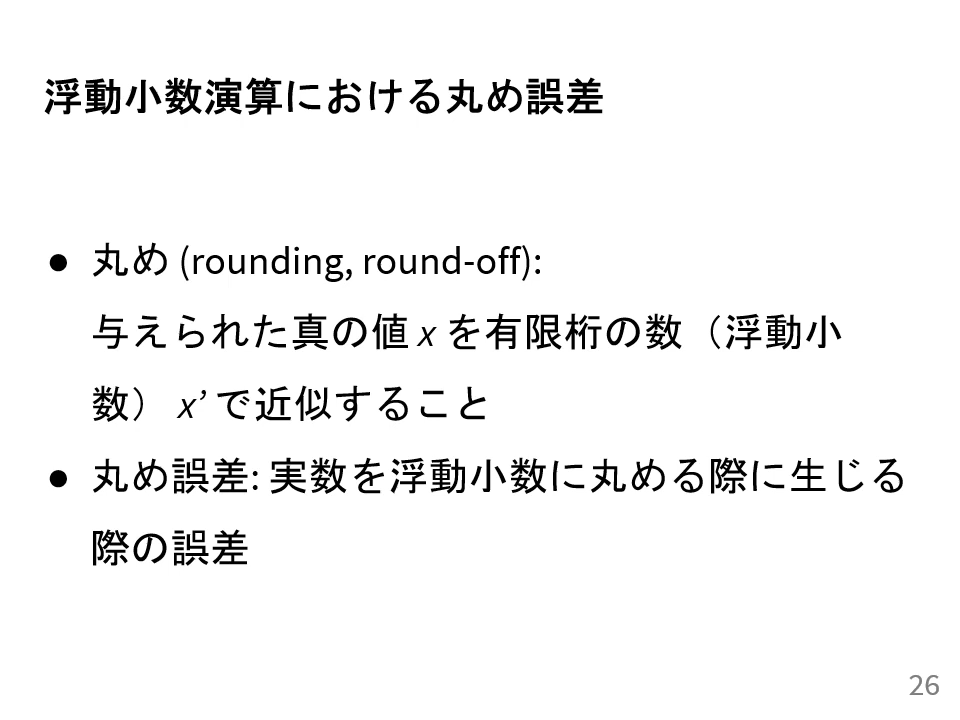 浮動小数演算における丸め誤差
● 丸め (rounding, round-off):
与えられた真の値 x を有限桁の数（浮動小
数） x’ で近似すること
● 丸め誤差: 実数を浮動小数に丸める際に生じる
際の誤差
26